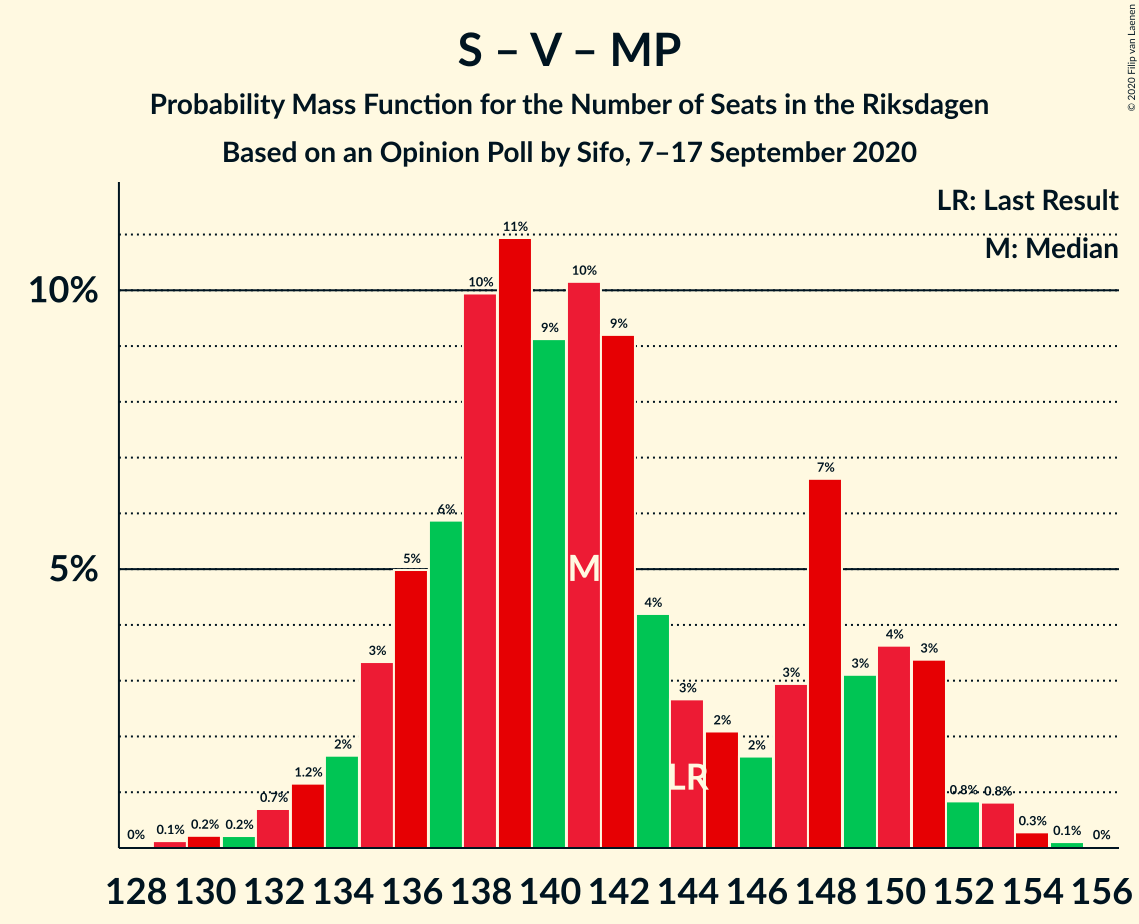 © 2020 Filip van Laenen
S – V – MP
Probability Mass Function for the Number of Seats in the Riksdagen
Based on an Opinion Poll by Sifo, 7–17 September 2020
LR: Last Result
M: Median
10%
5%
0% 0.1% 0.2% 0.2% 0.7% 1.2% 2% 3% 5% 6% 10% 11% 9% 10% 9% 4% 3% 2% 2% 3% 7% 3% 4% 3% 0.8% 0.8% 0.3% 0.1% 0%
M
LR
128 130 132 134 136 138 140 142 144 146 148 150 152 154 156